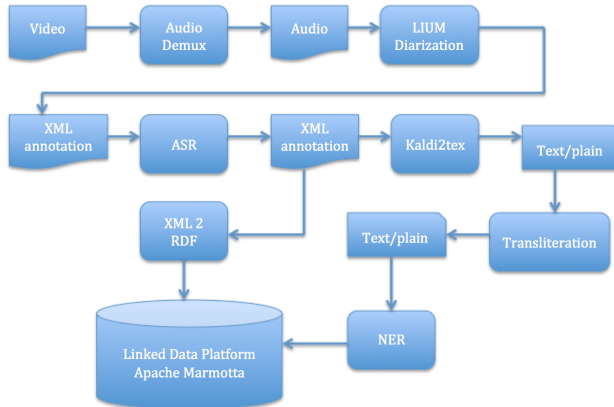 Video
Audio
Demux
Audio
LIUM
Diarization
XML
annotation
ASR
XML
annotation
Kaldi2tex
Text/plain
XML 2
RDF
Text/plain
Transliteration
NER
Linked Data Platform
Apache Marmotta